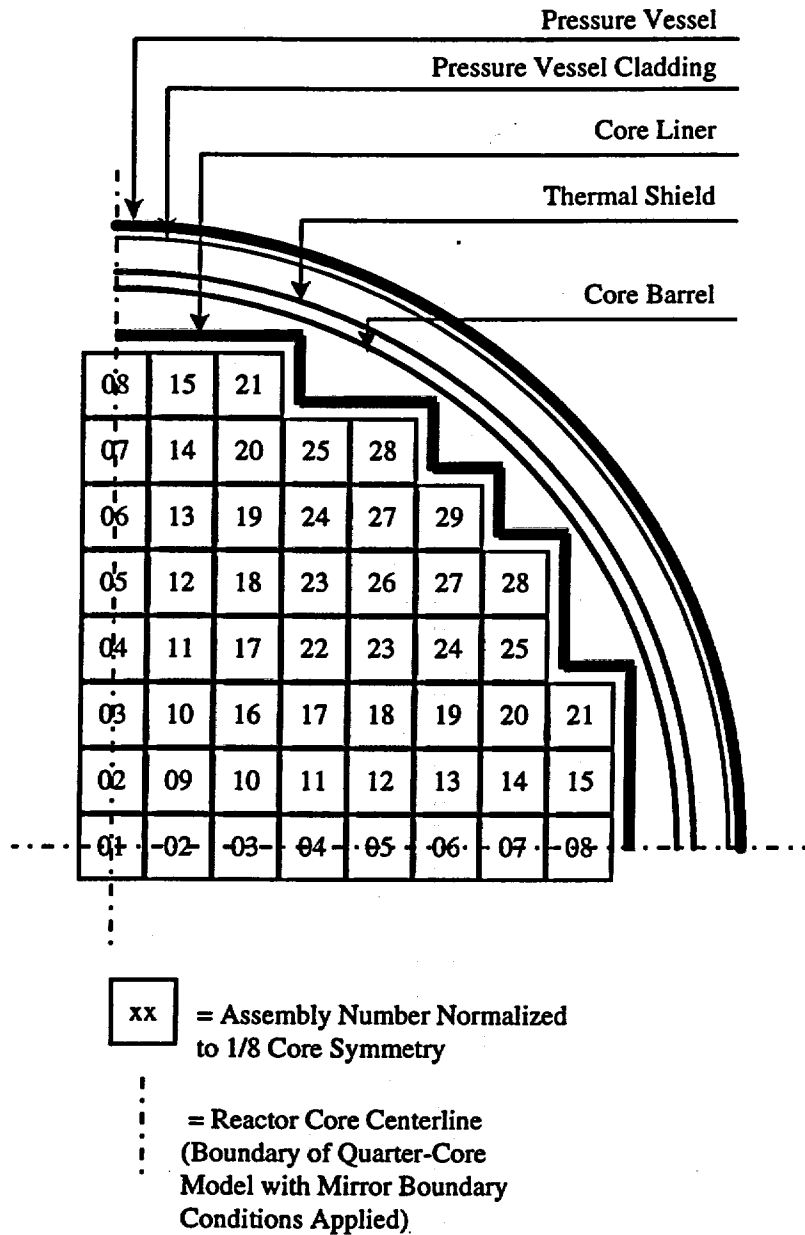 Pressure Vessel
Pressure Vessel Cladding
Core Liner
Thermal Shield
Core Barrel
08 15 21
07 14 20 25 28
06 13 19 24 27 29
05 12 18 23 26 27 28
04 11 17 22 23 24 25
03 10 16 17 18 19 20 21
02 09 10 11 12 13 14 15
01 02 03 04 05 06 07 08
xx = Assembly Number Normalized
to 1/8 Core Symmetry
= Reactor Core Centerline
(Boundary of Quarter-Core
Model with Mirror Boundary
Conditions Applied)